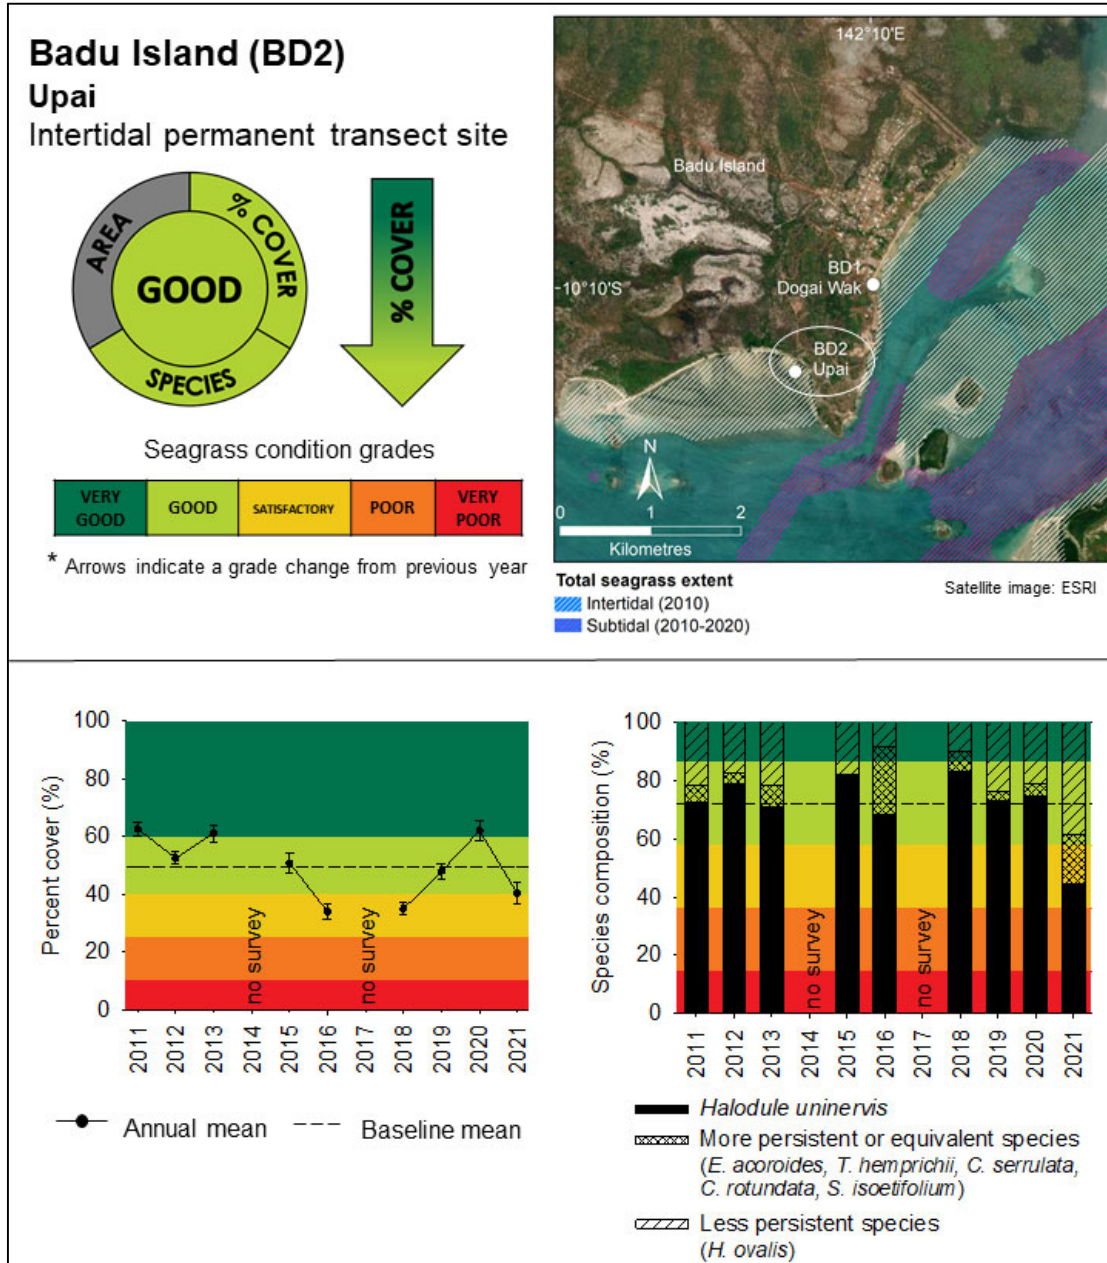 Badu Island (BD2)
Upai
Intertidal permanent transect site
AREA
% COVER
GOOD
SPECIES
% COVER
Seagrass condition grades
VERY GOOD
GOOD
SATISFACTORY
POOR
VERY POOR
* Arrows indicate a grade change from previous year
142°10'E
Badu Island
BD1
Dogai Wak
10°10'S
BD2
Upai
N
0 1 2
Kilometres
Total seagrass extent
Intertidal (2010)
Subtidal (2010-2020)
Satellite image: ESRI
Percent cover (%)
100
80
60
40
20
0
no survey
no survey
2011 2012 2013 2014 2015 2016 2017 2018 2019 2020 2021
Annual mean
Baseline mean
Species composition (%)
100
80
60
40
20
0
no survey
no survey
2011 2012 2013 2014 2015 2016 2017 2018 2019 2020 2021
Halodule uninervis
More persistent or equivalent species
(E. acoroides, T. hemprichii, C. serrulata,
C. rotundata, S. isoetifolium)
Less persistent species
(H. ovalis)